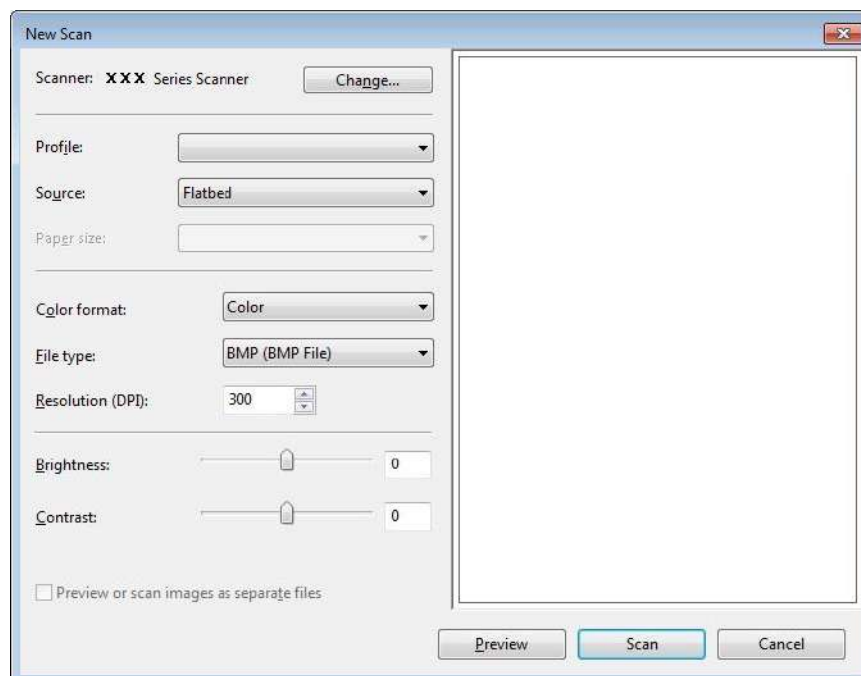 New Scan
Scanner: XXX Series Scanner Change...
Profile:
Source: Flatbed
Paper size:
Color format: Color
File type: BMP (BMP File)
Resolution (DPI): 300
Brightness: 0
Contrast: 0
Preview or scan images as separate files
Preview Scan Cancel